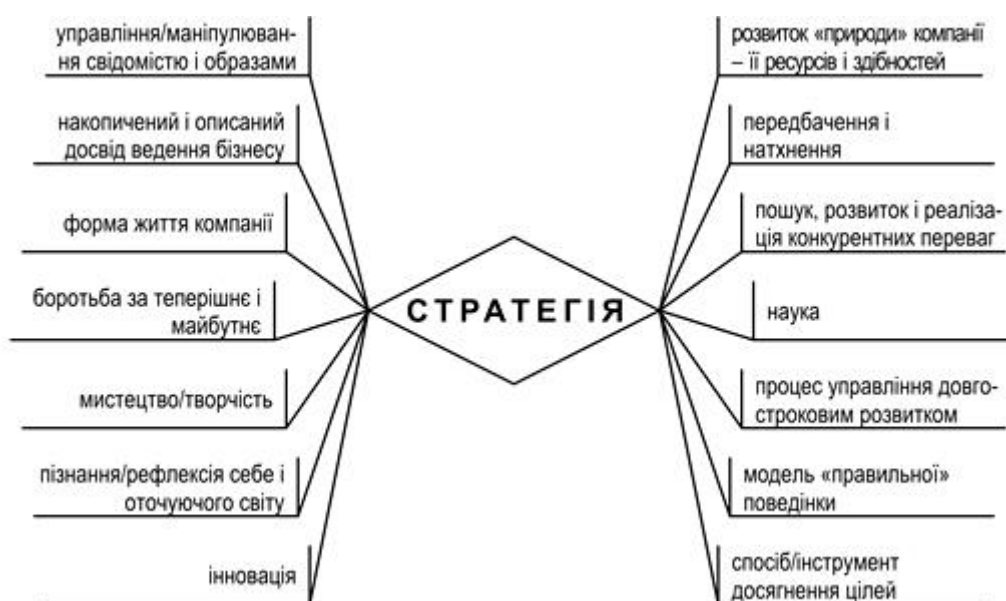 управління/маніпулюван-
ня свідомістю і образами
накопичений і описаний
досвід ведення бізнесу
форма життя компанії
боротьба за теперішнє і
майбутнє
мистецтво/творчість
пізнання/рефлексія себе і
оточуючого світу
інновація
СТРАТЕГІЯ
розвиток «природи» компанії
– її ресурсів і здібностей
передбачення і
натхнення
пошук, розвиток і реаліза-
ція конкурентних переваг
наука
процес управління довго-
строковим розвитком
модель «правильної»
поведінки
спосіб/інструмент
досягнення цілей